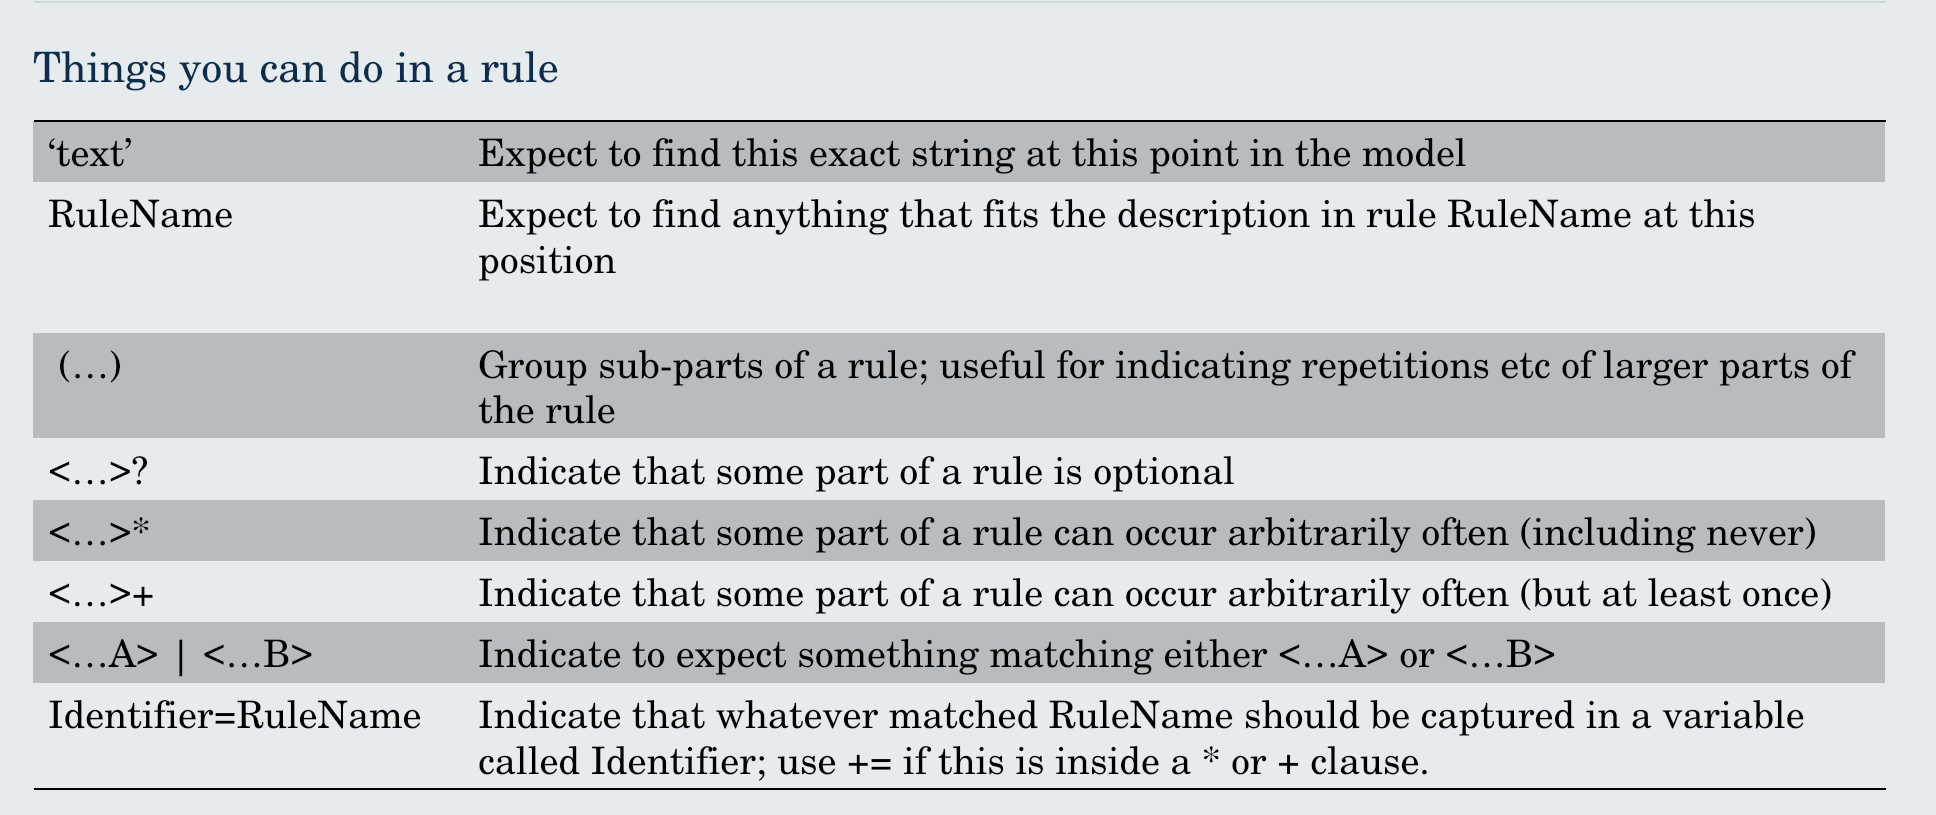 Things you can do in a rule
‘text’ Expect to find this exact string at this point in the model
RuleName Expect to find anything that fits the description in rule RuleName at this
position
(…) Group sub-parts of a rule; useful for indicating repetitions etc of larger parts of
the rule
<…>? Indicate that some part of a rule is optional
<…>* Indicate that some part of a rule can occur arbitrarily often (including never)
<…>+ Indicate that some part of a rule can occur arbitrarily often (but at least once)
<…A> | <…B> Indicate to expect something matching either <…A> or <…B>
Identifier=RuleName Indicate that whatever matched RuleName should be captured in a variable
called Identifier; use += if this is inside a * or + clause.